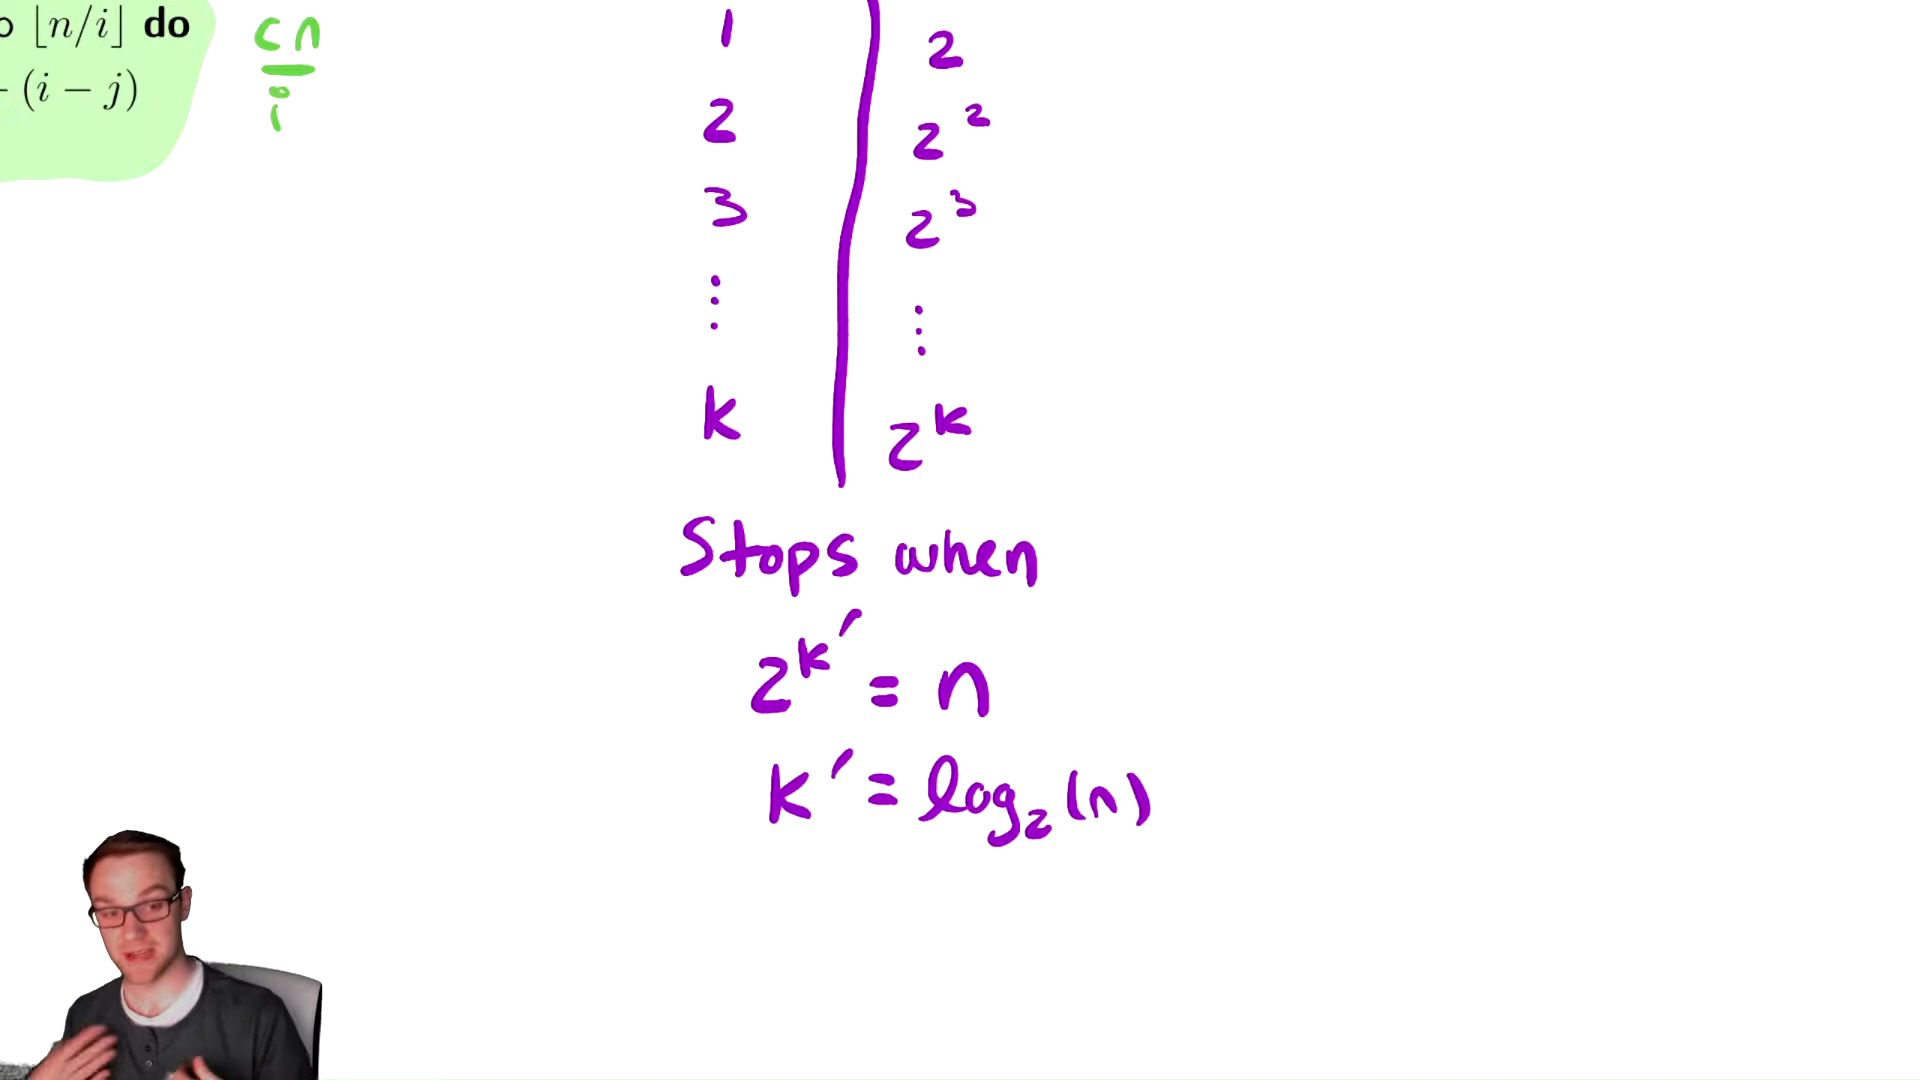 ⌊n/i⌋ do
(i − j)
cn
i
1 2
2 2²
3 2³
⋮ ⋮
k 2ᵏ
Stops when
2ᵏ′ = n
k′ = log₂(n)